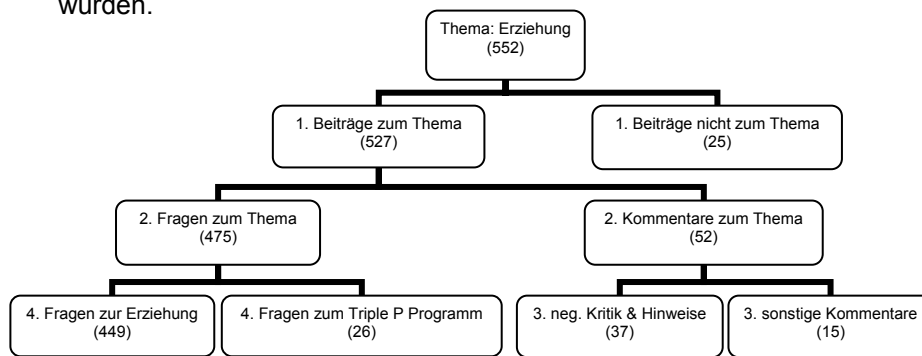 wurden.
Thema: Erziehung
(552)
1. Beiträge zum Thema
(527)
1. Beiträge nicht zum Thema
(25)
2. Fragen zum Thema
(475)
2. Kommentare zum Thema
(52)
4. Fragen zur Erziehung
(449)
4. Fragen zum Triple P Programm
(26)
3. neg. Kritik & Hinweise
(37)
3. sonstige Kommentare
(15)